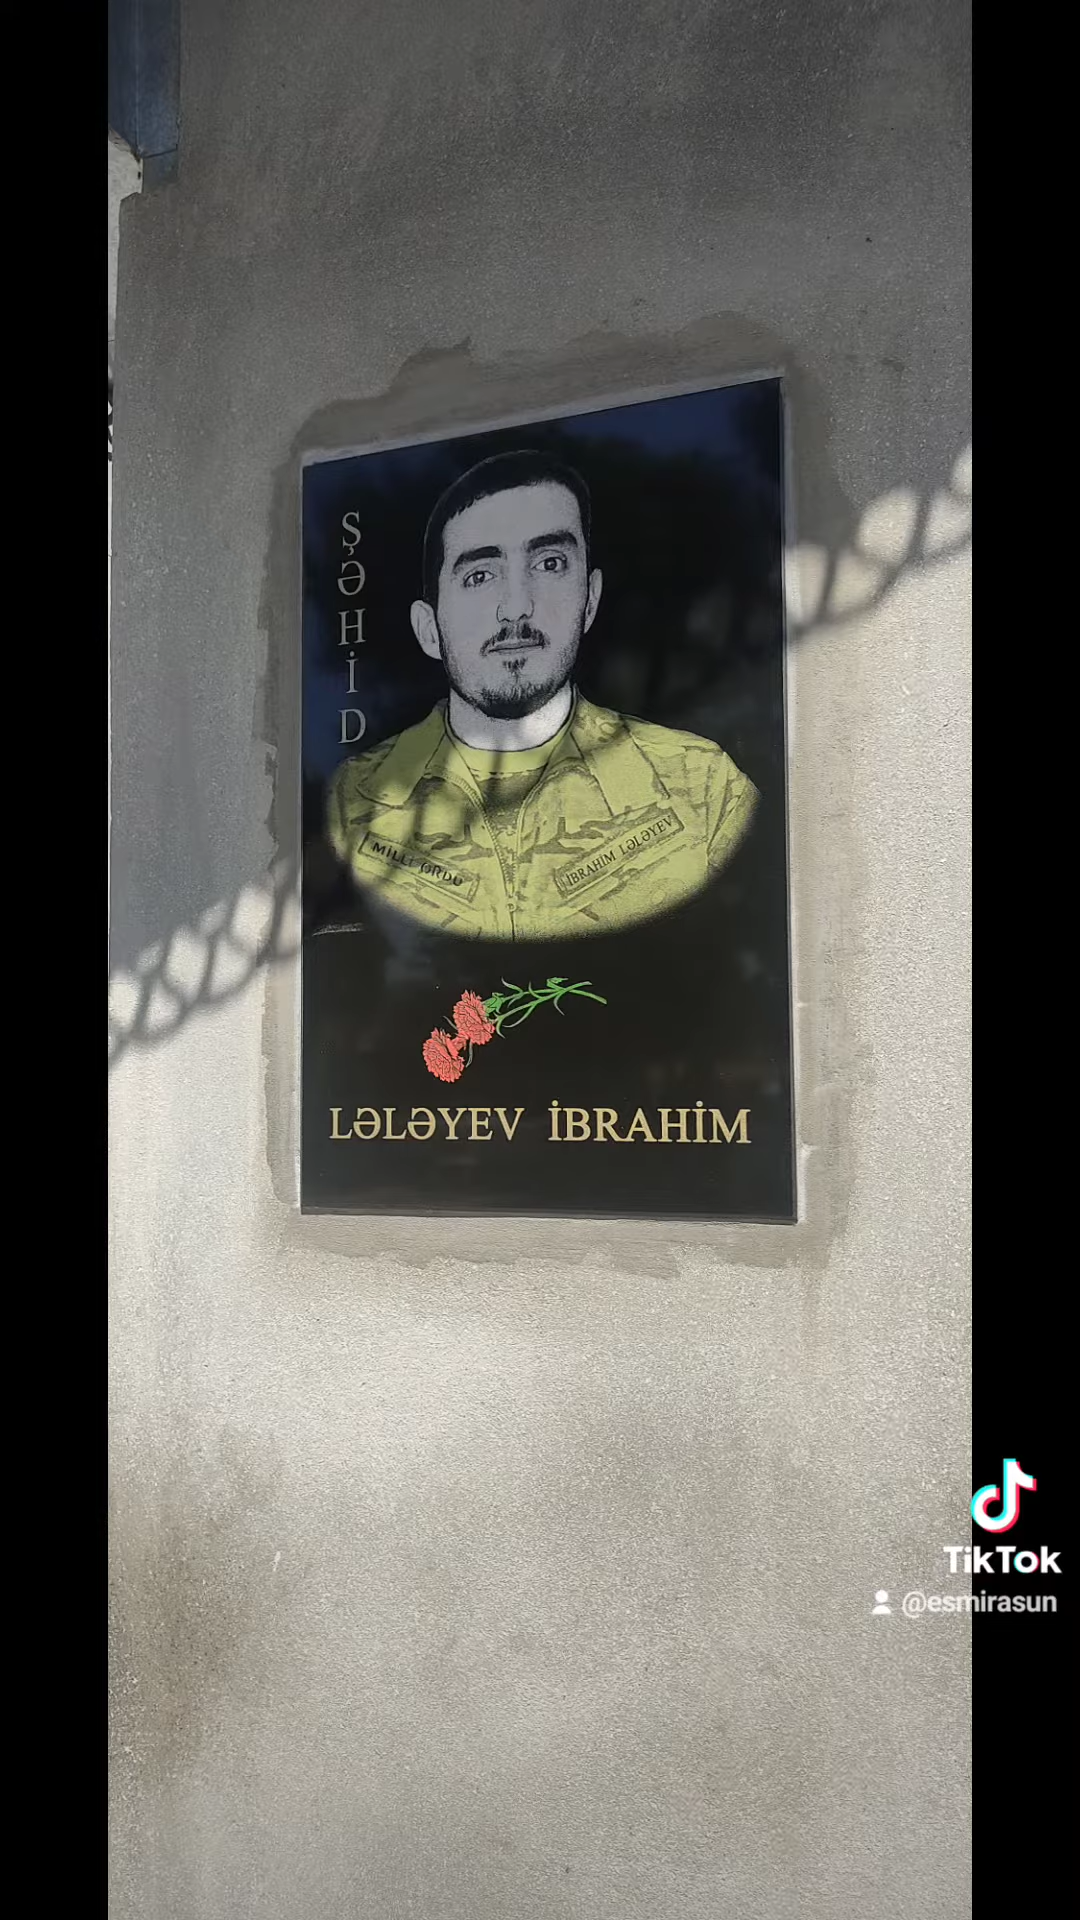 ŞƏHİD
MİLLİ ORDU
İBRAHİM LƏLƏYEV
LƏLƏYEV İBRAHİM
TikTok
@esmirasun